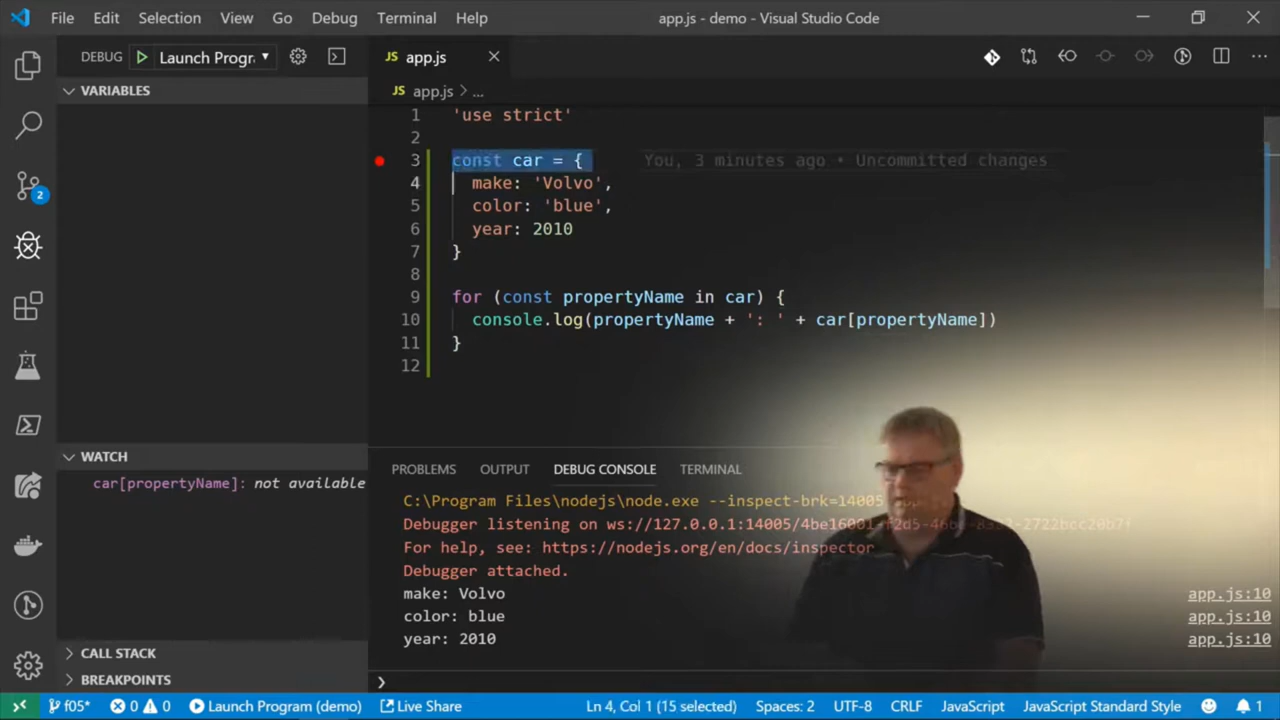 File Edit Selection View Go Debug Terminal Help app.js - demo - Visual Studio Code
DEBUG Launch Progr
JS app.js
VARIABLES
JS app.js > ...
1 'use strict'
2
3 const car = { You, 3 minutes ago • Uncommitted changes
4 make: 'Volvo',
5 color: 'blue',
6 year: 2010
7 }
8
9 for (const propertyName in car) {
10 console.log(propertyName + ': ' + car[propertyName])
11 }
12
2
WATCH
car[propertyName]: not available
CALL STACK
BREAKPOINTS
PROBLEMS OUTPUT DEBUG CONSOLE TERMINAL
C:\Program Files\nodejs\node.exe --inspect-brk=14005
Debugger listening on ws://127.0.0.1:14005/
For help, see: https://nodejs.org/en/docs/inspector
Debugger attached.
make: Volvo app.js:10
color: blue app.js:10
year: 2010 app.js:10
f05* 0 0 Launch Program (demo) Live Share Ln 4, Col 1 (15 selected) Spaces: 2 UTF-8 CRLF JavaScript JavaScript Standard Style 1